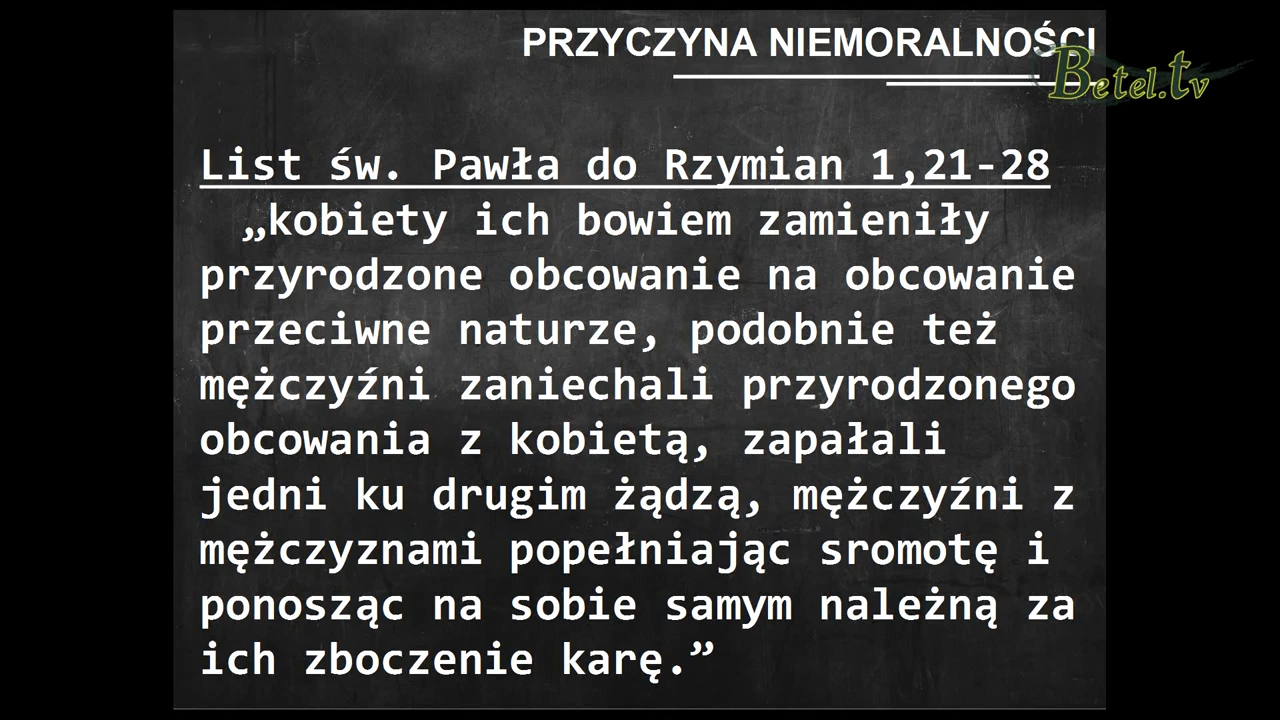 PRZYCZYNA NIEMORALNOŚCI
Betel.tv
List św. Pawła do Rzymian 1,21-28
„kobiety ich bowiem zamieniły
przyrodzone obcowanie na obcowanie
przeciwne naturze, podobnie też
mężczyźni zaniechali przyrodzonego
obcowania z kobietą, zapałali
jedni ku drugim żądzą, mężczyźni z
mężczyznami popełniając sromotę i
ponosząc na sobie samym należną za
ich zboczenie karę.”